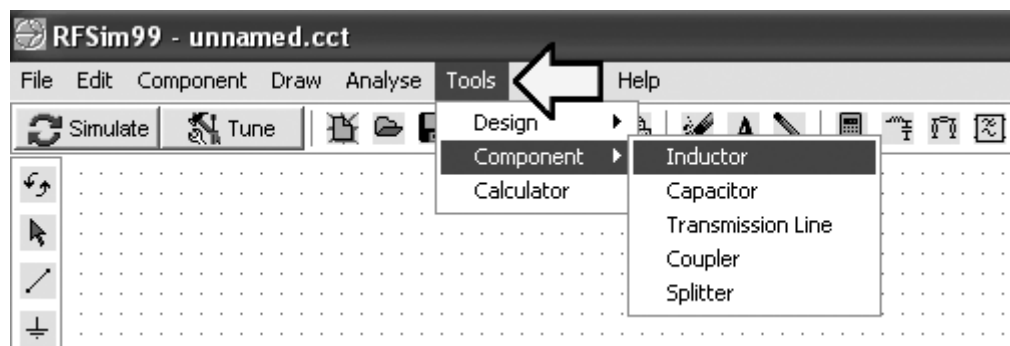 RFSim99 - unnamed.cct
File Edit Component Draw Analyse Tools Help
Simulate Tune
Design
Component
Calculator
Inductor
Capacitor
Transmission Line
Coupler
Splitter